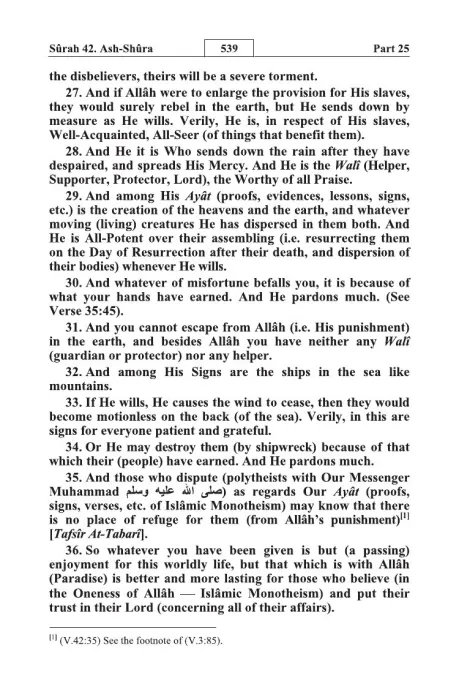 Sûrah 42. Ash-Shûra 539 Part 25
the disbelievers, theirs will be a severe torment.
27. And if Allâh were to enlarge the provision for His slaves,
they would surely rebel in the earth, but He sends down by
measure as He wills. Verily, He is, in respect of His slaves,
Well-Acquainted, All-Seer (of things that benefit them).
28. And He it is Who sends down the rain after they have
despaired, and spreads His Mercy. And He is the Walî (Helper,
Supporter, Protector, Lord), the Worthy of all Praise.
29. And among His Ayât (proofs, evidences, lessons, signs,
etc.) is the creation of the heavens and the earth, and whatever
moving (living) creatures He has dispersed in them both. And
He is All-Potent over their assembling (i.e. resurrecting them
on the Day of Resurrection after their death, and dispersion of
their bodies) whenever He wills.
30. And whatever of misfortune befalls you, it is because of
what your hands have earned. And He pardons much. (See
Verse 35:45).
31. And you cannot escape from Allâh (i.e. His punishment)
in the earth, and besides Allâh you have neither any Walî
(guardian or protector) nor any helper.
32. And among His Signs are the ships in the sea like
mountains.
33. If He wills, He causes the wind to cease, then they would
become motionless on the back (of the sea). Verily, in this are
signs for everyone patient and grateful.
34. Or He may destroy them (by shipwreck) because of that
which their (people) have earned. And He pardons much.
35. And those who dispute (polytheists with Our Messenger
Muhammad صلى الله عليه وسلم) as regards Our Ayât (proofs,
signs, verses, etc. of Islâmic Monotheism) may know that there
is no place of refuge for them (from Allâh's punishment)[1]
[Tafsîr At-Tabarî].
36. So whatever you have been given is but (a passing)
enjoyment for this worldly life, but that which is with Allâh
(Paradise) is better and more lasting for those who believe (in
the Oneness of Allâh — Islâmic Monotheism) and put their
trust in their Lord (concerning all of their affairs).
[1] (V.42:35) See the footnote of (V.3:85).